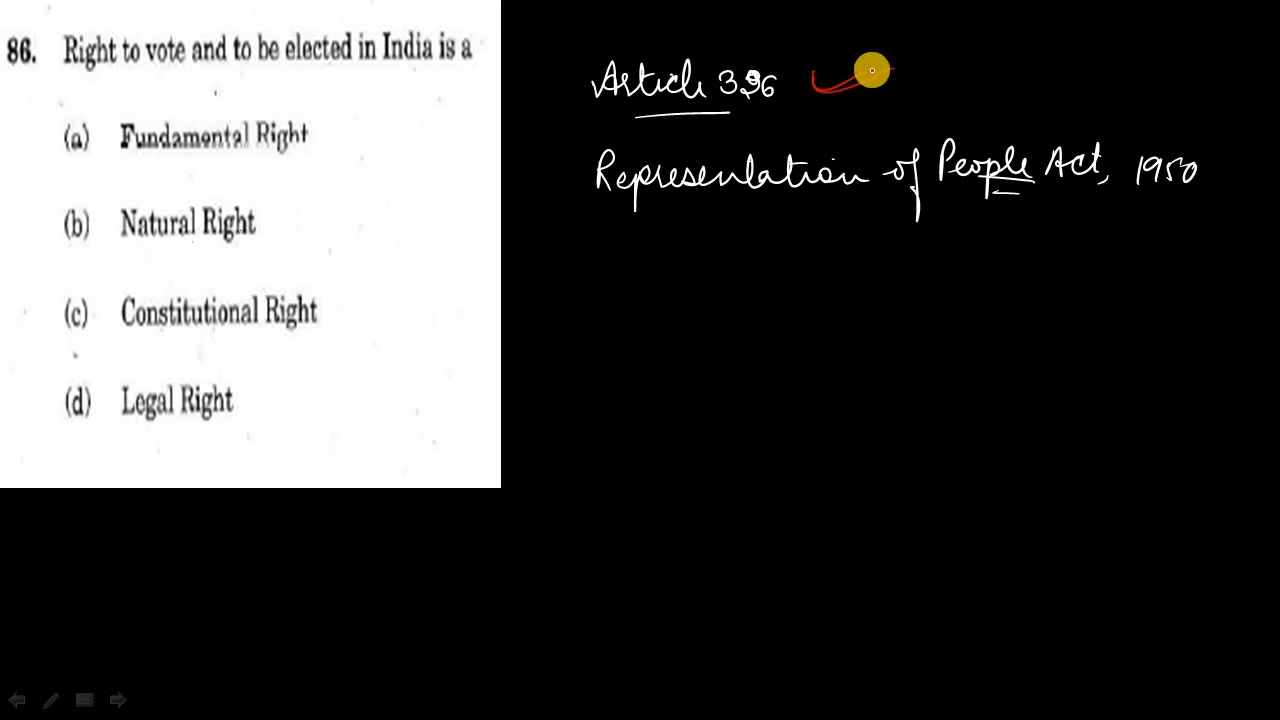 86. Right to vote and to be elected in India is a
(a) Fundamental Right
(b) Natural Right
(c) Constitutional Right
(d) Legal Right
Article
Representation of People Act, 1950